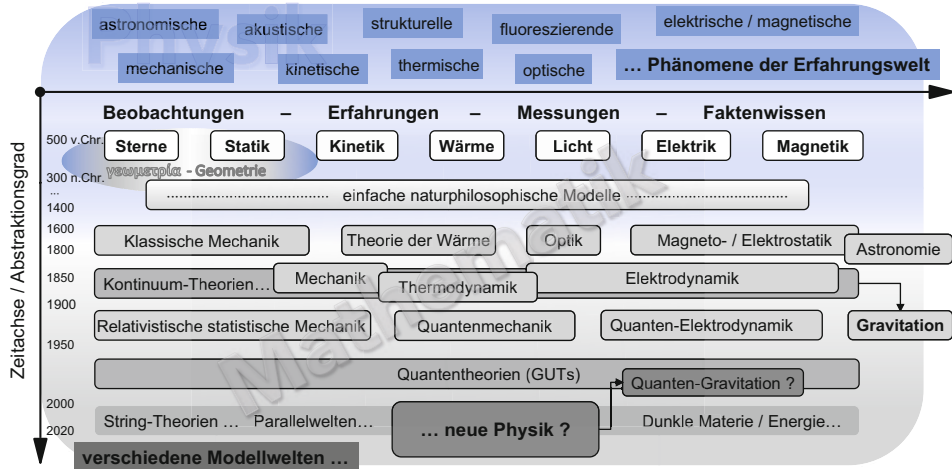 Physik
astronomische akustische strukturelle fluoreszierende elektrische / magnetische
mechanische kinetische thermische optische … Phänomene der Erfahrungswelt
Beobachtungen – Erfahrungen – Messungen – Faktenwissen
500 v.Chr. Sterne Statik Kinetik Wärme Licht Elektrik Magnetik
γεωμετρία - Geometrie
300 n.Chr.
... einfache naturphilosophische Modelle
1400
1600
Klassische Mechanik Theorie der Wärme Optik Magneto- / Elektrostatik
1800 Astronomie
1850 Kontinuum-Theorien… Mechanik Thermodynamik Elektrodynamik
1900
Relativistische statistische Mechanik Quantenmechanik Quanten-Elektrodynamik Gravitation
1950
Quantentheorien (GUTs) Quanten-Gravitation ?
2000
String-Theorien … Parallelwelten… … neue Physik ? Dunkle Materie / Energie…
2020
verschiedene Modellwelten …
Zeitachse / Abstraktionsgrad
Mathematik